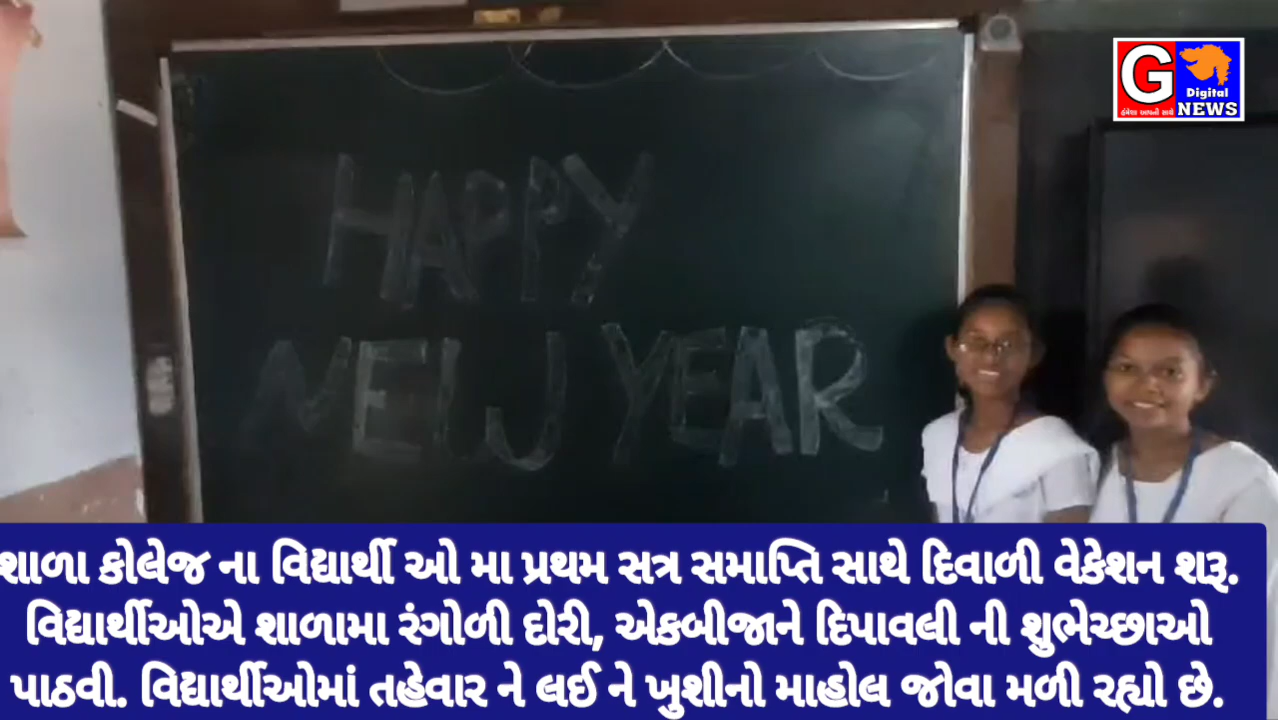 G
Digital
NEWS
હંમેશા આપની સાથે
HAPPY
NEW YEAR
શાળા કોલેજ ના વિદ્યાર્થી ઓ મા પ્રથમ સત્ર સમાપ્તિ સાથે દિવાળી વેકેશન શરૂ.
વિદ્યાર્થીઓએ શાળામા રંગોળી દોરી, એકબીજાને દિપાવલી ની શુભેચ્છાઓ
પાઠવી. વિદ્યાર્થીઓમાં તહેવાર ને લઈ ને ખુશીનો માહોલ જોવા મળી રહ્યો છે.